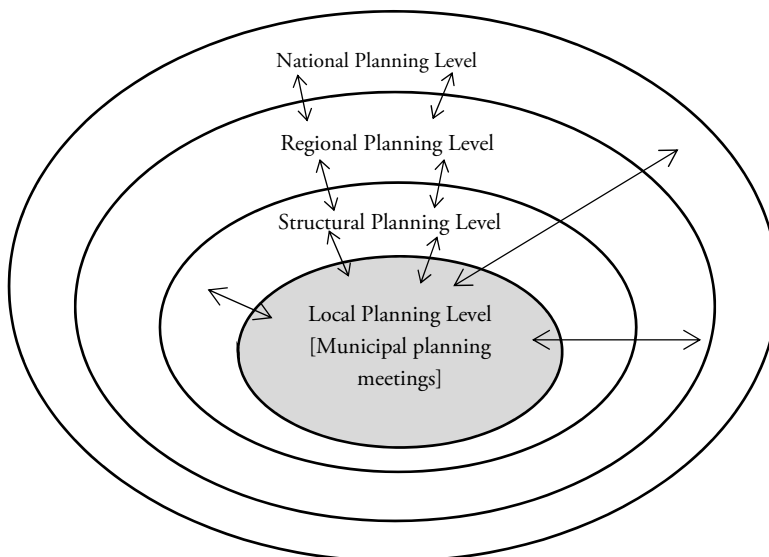 National Planning Level
Regional Planning Level
Structural Planning Level
Local Planning Level
[Municipal planning
meetings]